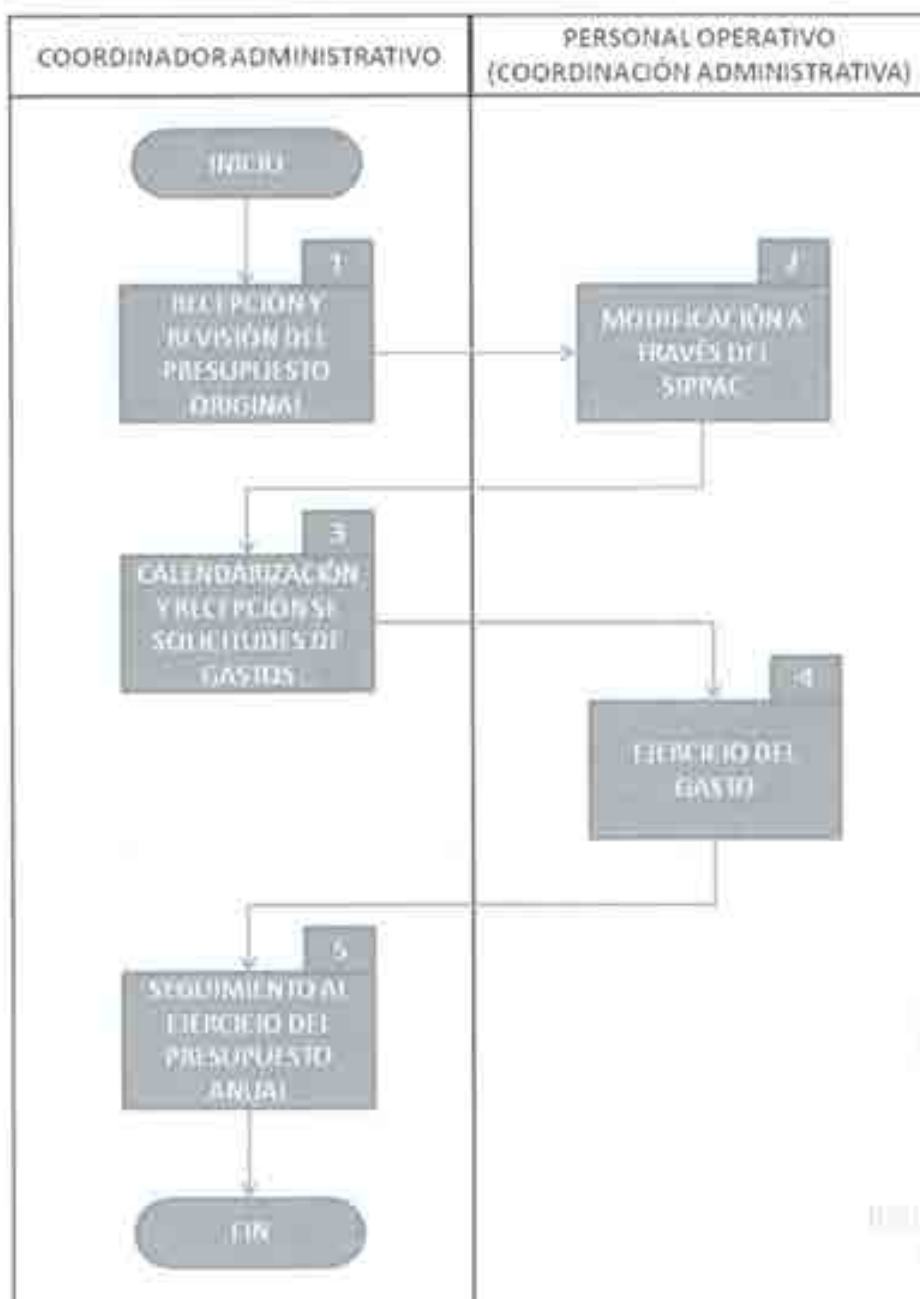 COORDINADOR ADMINISTRATIVO
PERSONAL OPERATIVO
(COORDINACIÓN ADMINISTRATIVA)
INICIO
1
RECEPCIÓN Y
REVISIÓN DEL
PRESUPUESTO
ORIGINAL
2
MODIFICACIÓN A
TRAVÉS DEL
SIPPAC
3
CALENDARIZACIÓN
Y RECEPCIÓN SE
SOLICITUDES DE
GASTOS
4
EJERCICIO DEL
GASTO
5
SEGUIMIENTO AL
EJERCICIO DEL
PRESUPUESTO
ANUAL
FIN